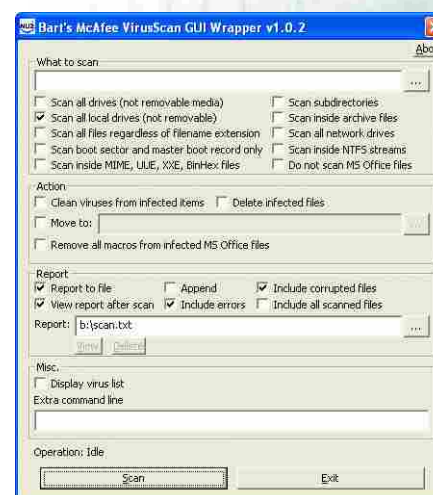 Bart's McAfee VirusScan GUI Wrapper v1.0.2
Abo
What to scan
...
Scan all drives (not removable media) Scan subdirectories
Scan all local drives (not removable) Scan inside archive files
Scan all files regardless of filename extension Scan all network drives
Scan boot sector and master boot record only Scan inside NTFS streams
Scan inside MIME, UUE, XXE, BinHex files Do not scan MS Office files
Action
Clean viruses from infected items Delete infected files
Move to: ...
Remove all macros from infected MS Office files
Report
Report to file Append Include corrupted files
View report after scan Include errors Include all scanned files
Report: b:\scan.txt ...
View Delete
Misc.
Display virus list
Extra command line
Operation: Idle
Scan Exit